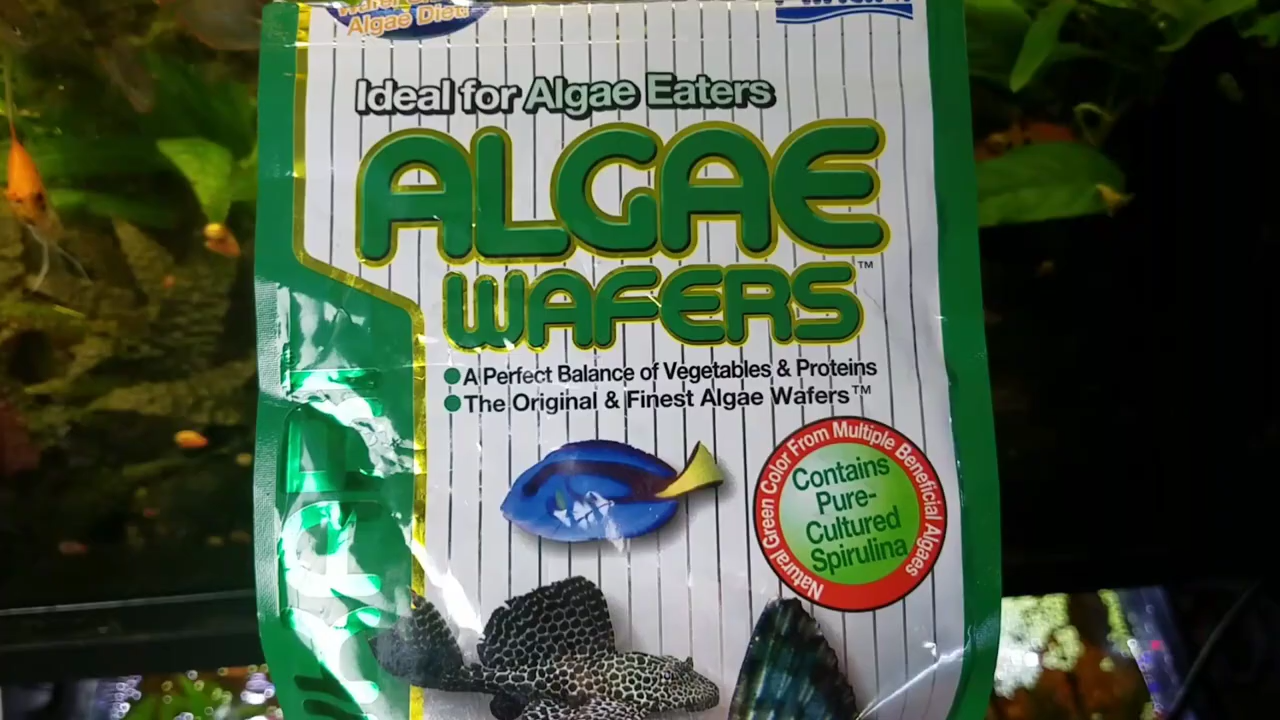 Algae Diet
Ideal for Algae Eaters
ALGAE
WAFERS™
A Perfect Balance of Vegetables & Proteins
The Original & Finest Algae Wafers™
Natural Green Color From Multiple Beneficial Algaes
Contains
Pure-
Cultured
Spirulina